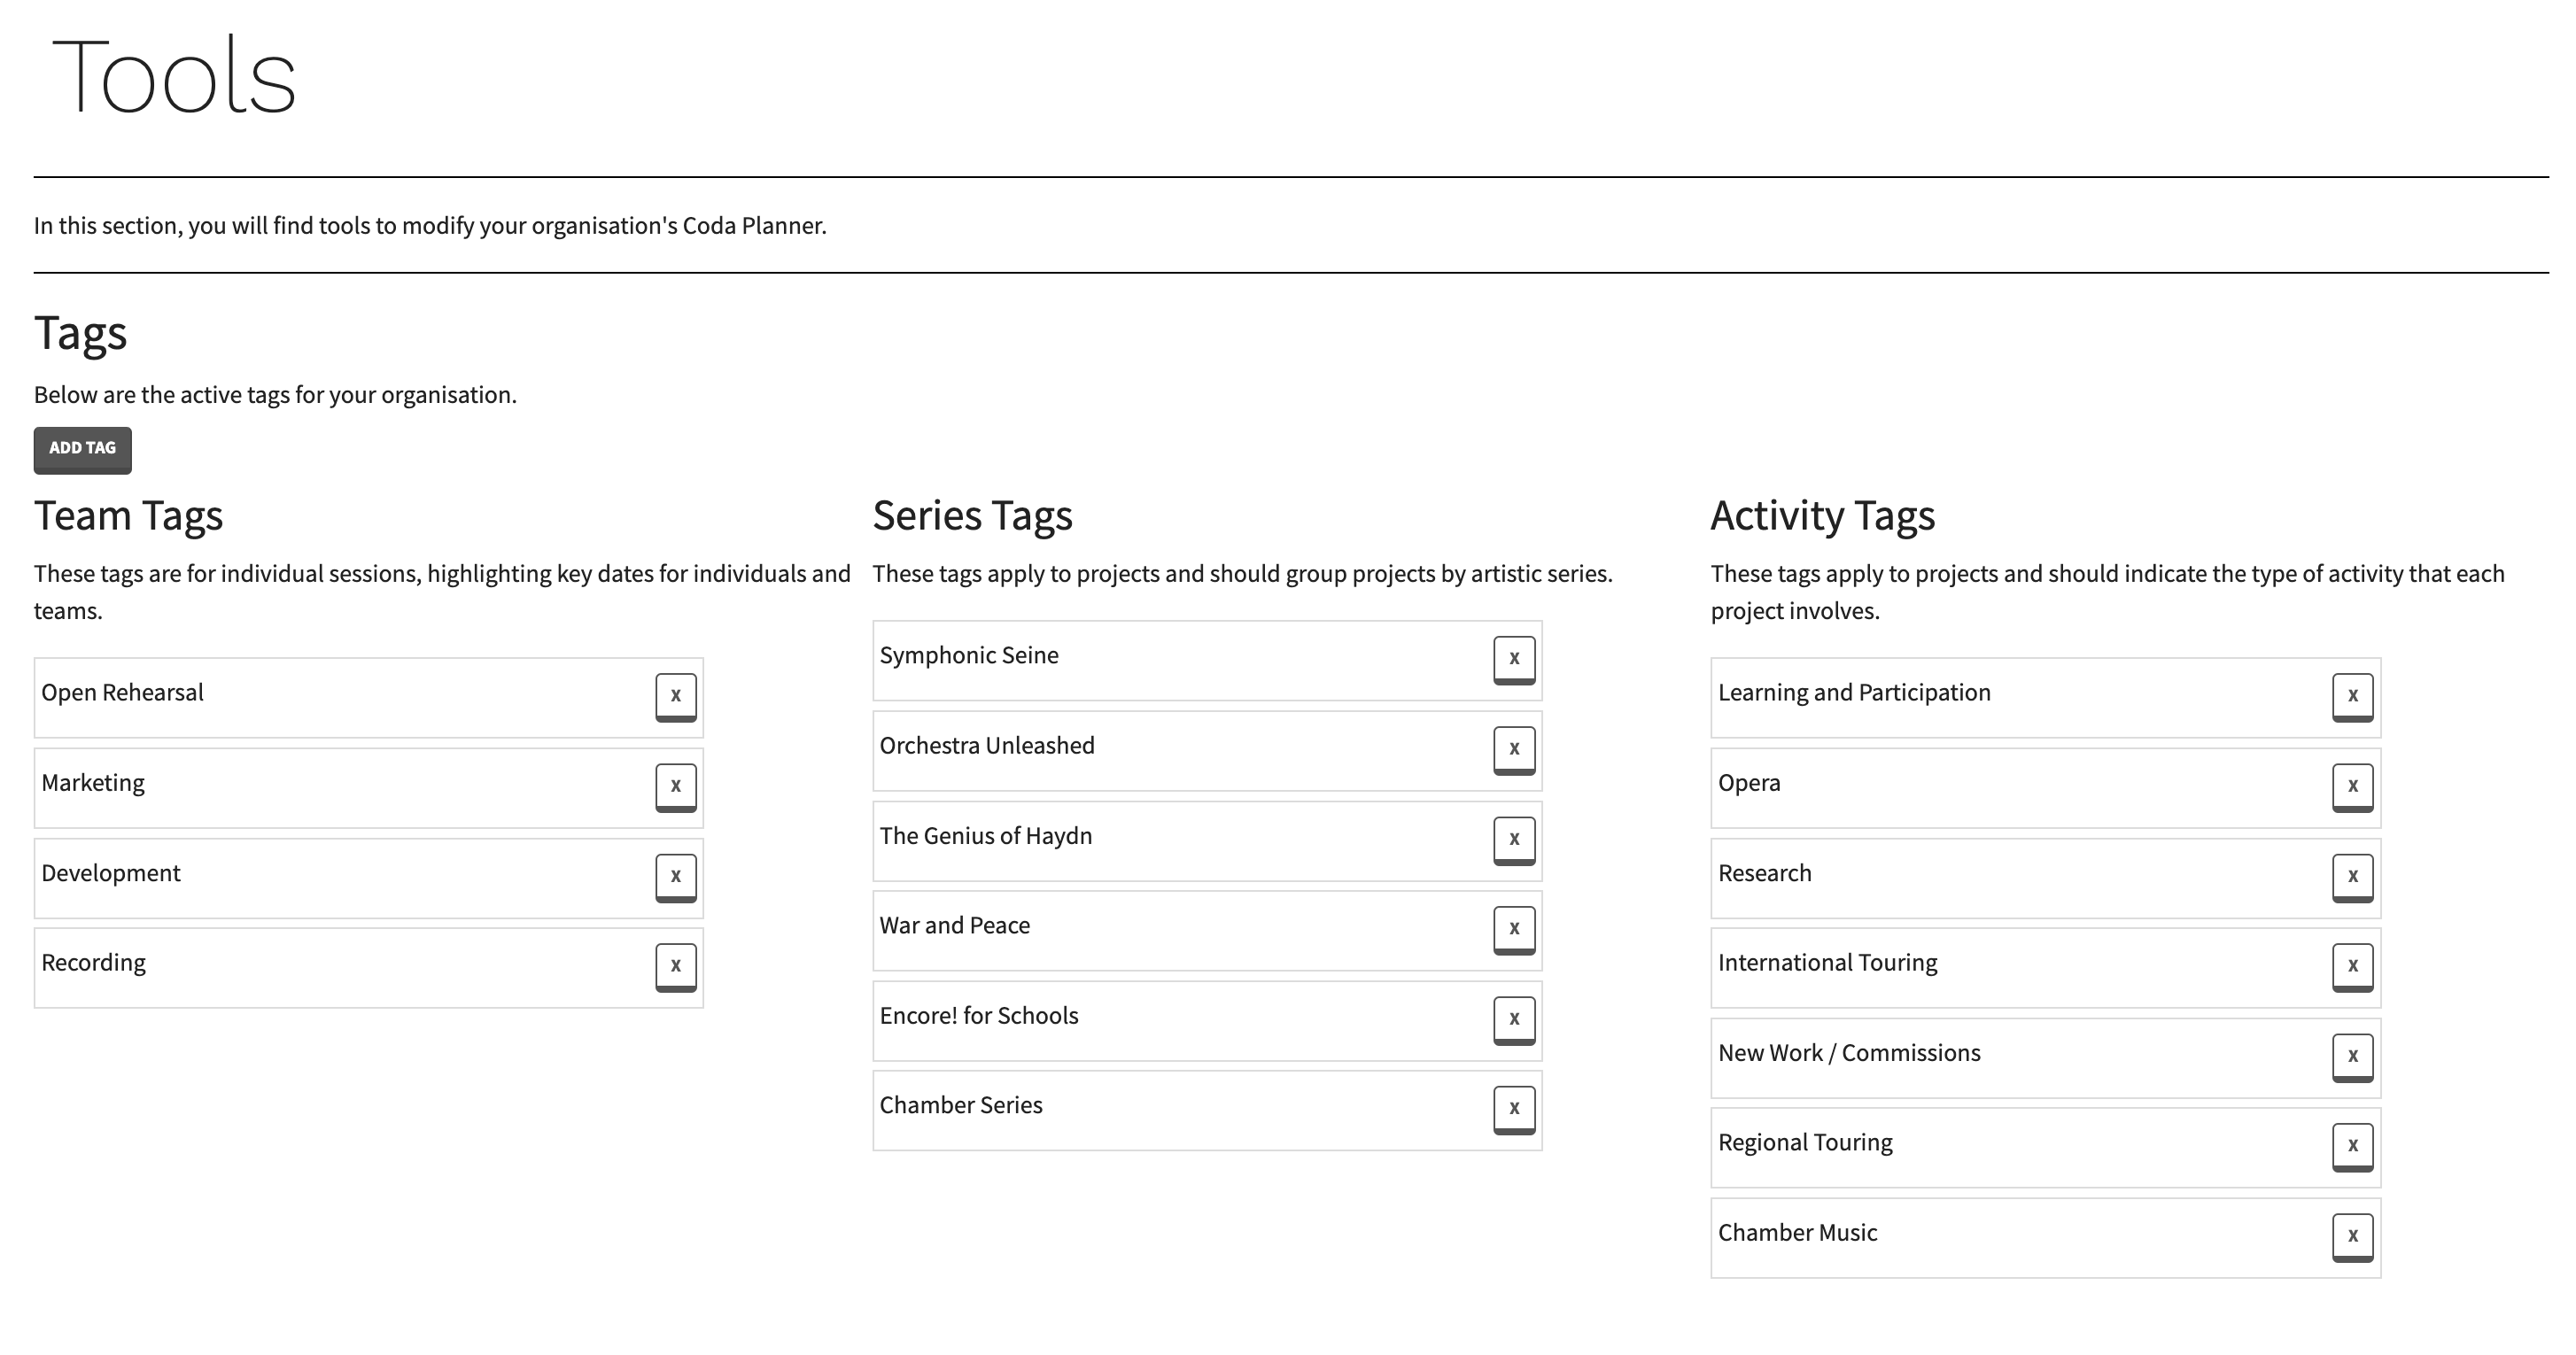 Tools
In this section, you will find tools to modify your organisation's Coda Planner.
Tags
Below are the active tags for your organisation.
ADD TAG
Team Tags
These tags are for individual sessions, highlighting key dates for individuals and
teams.
Open Rehearsal X
Marketing X
Development X
Recording X
Series Tags
These tags apply to projects and should group projects by artistic series.
Symphonic Seine X
Orchestra Unleashed X
The Genius of Haydn X
War and Peace X
Encore! for Schools X
Chamber Series X
Activity Tags
These tags apply to projects and should indicate the type of activity that each
project involves.
Learning and Participation X
Opera X
Research X
International Touring X
New Work / Commissions X
Regional Touring X
Chamber Music X